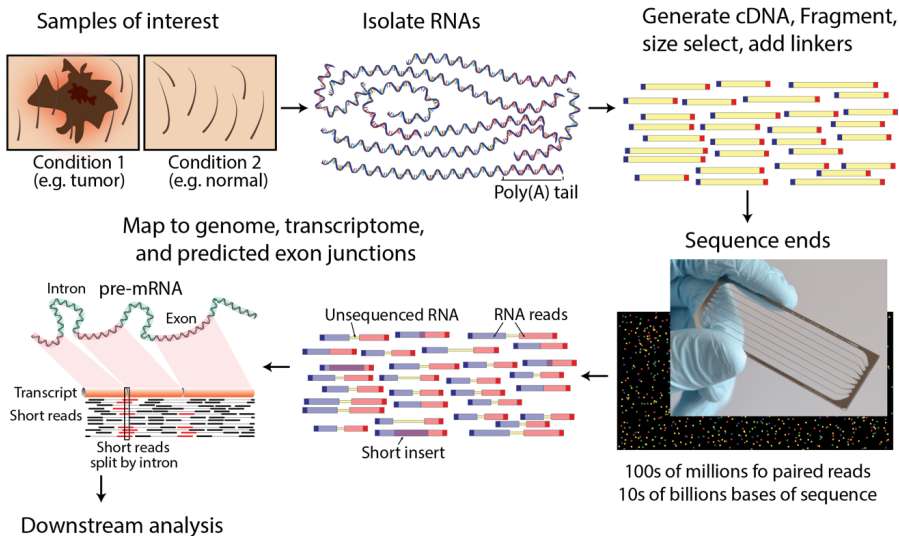 Samples of interest
Isolate RNAs
Generate cDNA, Fragment,
size select, add linkers
Condition 1
(e.g. tumor)
Condition 2
(e.g. normal)
Poly(A) tail
Sequence ends
100s of millions fo paired reads
10s of billions bases of sequence
Unsequenced RNA
RNA reads
Short insert
Map to genome, transcriptome,
and predicted exon junctions
Intron
pre-mRNA
Exon
Transcript
Short reads
Short reads
split by intron
Downstream analysis